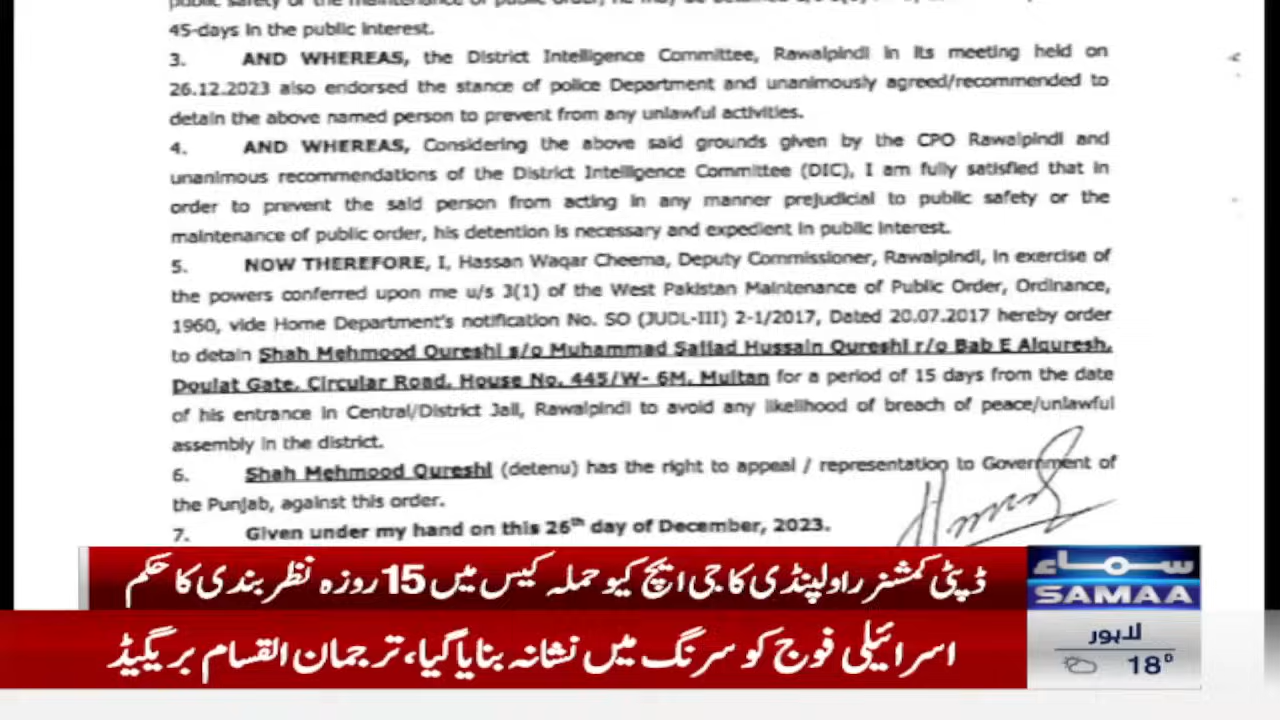 45-days in the public interest.
3. AND WHEREAS, the District Intelligence Committee, Rawalpindi in its meeting held on
26.12.2023 also endorsed the stance of police Department and unanimously agreed/recommended to
detain the above named person to prevent from any unlawful activities.
4. AND WHEREAS, Considering the above said grounds given by the CPO Rawalpindi and
unanimous recommendations of the District Intelligence Committee (DIC), I am fully satisfied that in
order to prevent the said person from acting in any manner prejudicial to public safety or the
maintenance of public order, his detention is necessary and expedient in public interest.
5. NOW THEREFORE, I, Hassan Waqar Cheema, Deputy Commissioner, Rawalpindi, in exercise of
the powers conferred upon me u/s 3(1) of the West Pakistan Maintenance of Public Order, Ordinance,
1960, vide Home Department's notification No. SO (JUDL-III) 2-1/2017, Dated 20.07.2017 hereby order
to detain Shah Mehmood Qureshi s/o Muhammad Sajjad Hussain Qureshi r/o Bab E Alquresh,
Doulat Gate, Circular Road, House No. 445/W- 6M, Multan for a period of 15 days from the date
of his entrance in Central/District Jail, Rawalpindi to avoid any likelihood of breach of peace/unlawful
assembly in the district.
6. Shah Mehmood Qureshi (detenu) has the right to appeal / representation to Government of
the Punjab, against this order.
7. Given under my hand on this 26th day of December, 2023.
ڈپٹی کمشنر راولپنڈی کا جی ایچ کیو حملہ کیس میں 15 روزہ نظر بندی کا حکم
اسرائیلی فوج کو سرنگ میں نشانہ بنایا گیا، ترجمان القسام بریگیڈ
سماء
SAMAA
لاہور
18°